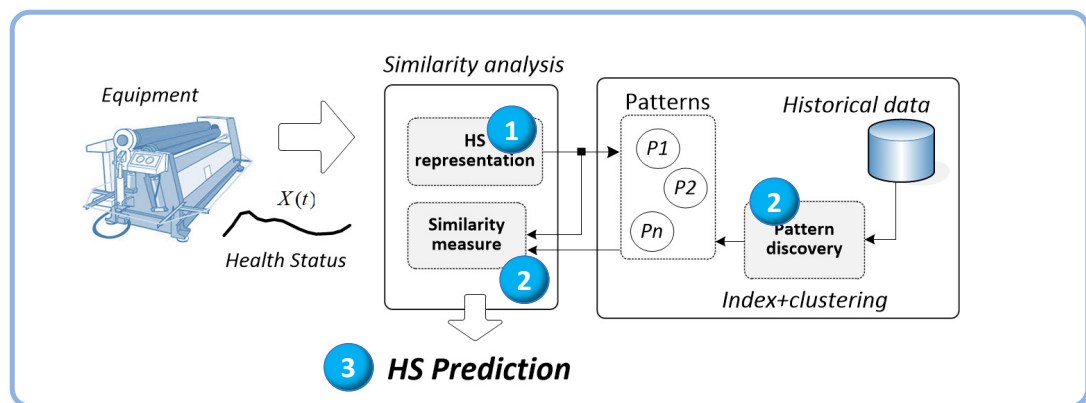 Equipment
X(t)
Health Status
Similarity analysis
1
HS
representation
Similarity
measure
2
Patterns
P1
P2
Pn
Historical data
2
Pattern
discovery
Index+clustering
3 HS Prediction